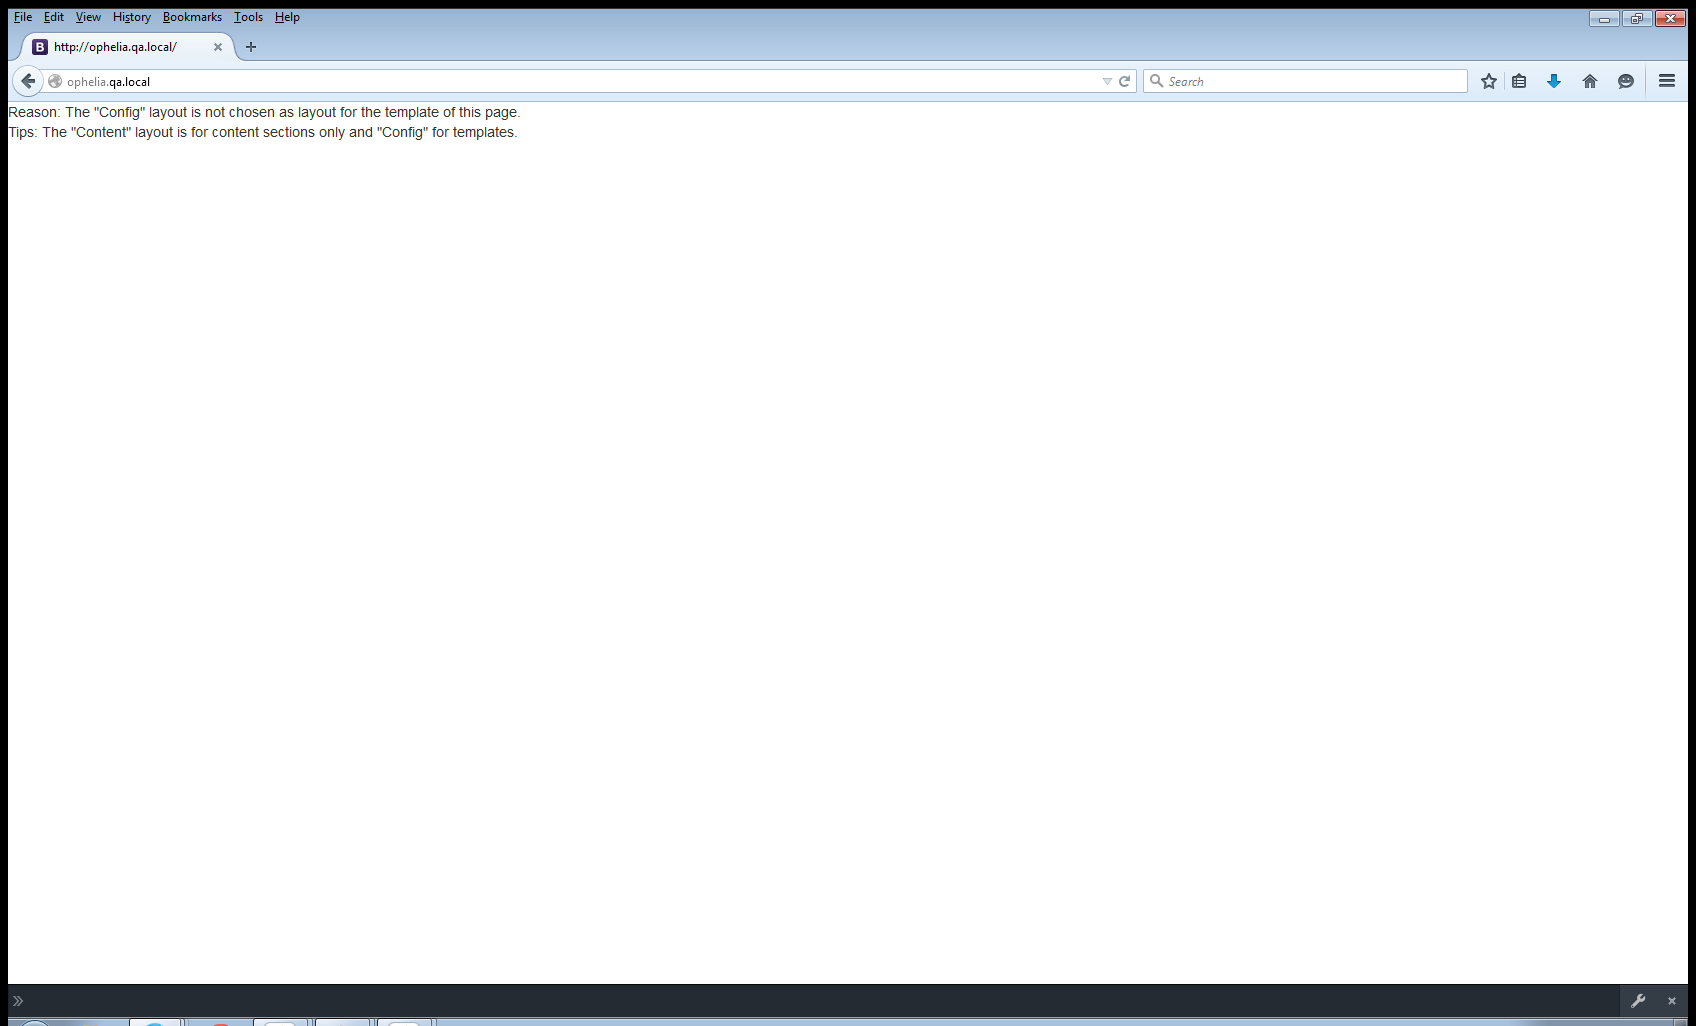 File Edit View History Bookmarks Tools Help
B http://ophelia.qa.local/
ophelia.qa.local Search
Reason: The "Config" layout is not chosen as layout for the template of this page.
Tips: The "Content" layout is for content sections only and "Config" for templates.